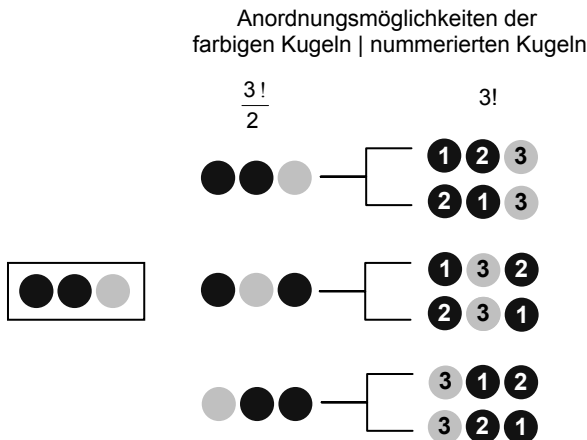 Anordnungsmöglichkeiten der
farbigen Kugeln | nummerierten Kugeln
3!
2
3!
1 2 3
2 1 3
1 3 2
2 3 1
3 1 2
3 2 1